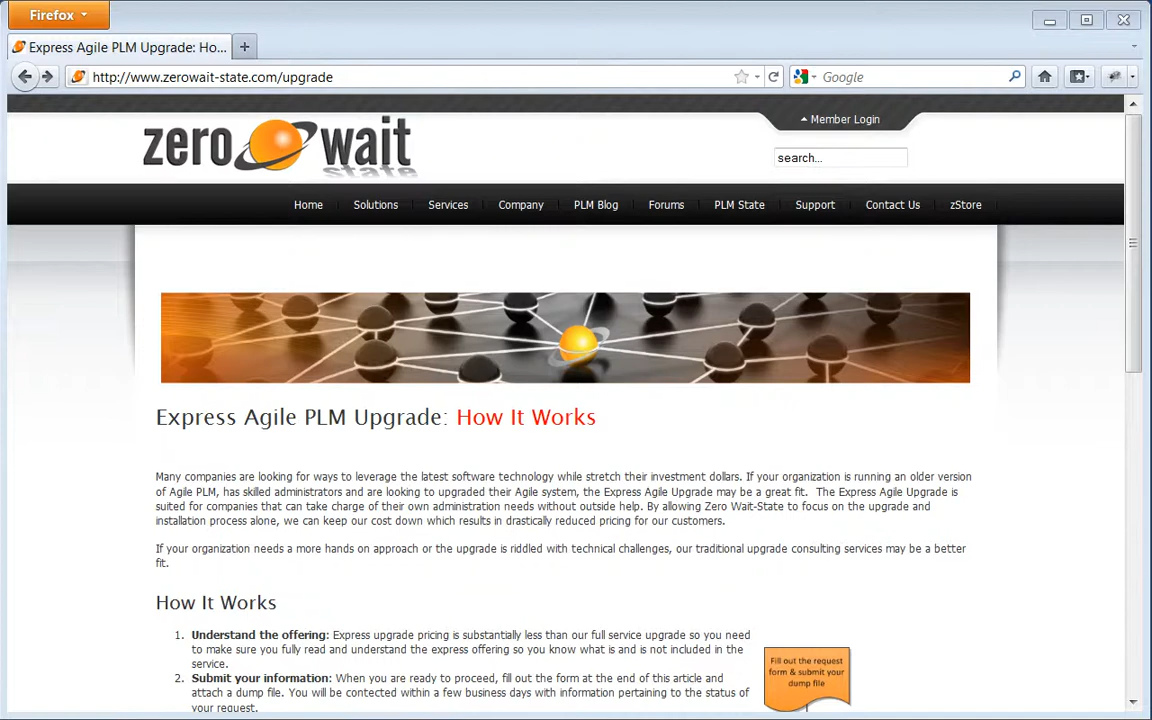 Firefox
Express Agile PLM Upgrade: Ho...
http://www.zerowait-state.com/upgrade
Google
Member Login
zero wait
state
search...
Home Solutions Services Company PLM Blog Forums PLM State Support Contact Us zStore
Express Agile PLM Upgrade: How It Works
Many companies are looking for ways to leverage the latest software technology while stretch their investment dollars. If your organization is running an older version
of Agile PLM, has skilled administrators and are looking to upgraded their Agile system, the Express Agile Upgrade may be a great fit. The Express Agile Upgrade is
suited for companies that can take charge of their own administration needs without outside help. By allowing Zero Wait-State to focus on the upgrade and
installation process alone, we can keep our cost down which results in drastically reduced pricing for our customers.
If your organization needs a more hands on approach or the upgrade is riddled with technical challenges, our traditional upgrade consulting services may be a better
fit.
How It Works
1. Understand the offering: Express upgrade pricing is substantially less than our full service upgrade so you need
to make sure you fully read and understand the express offering so you know what is and is not included in the
service.
2. Submit your information: When you are ready to proceed, fill out the form at the end of this article and
attach a dump file. You will be contected within a few business days with information pertaining to the status of
your request.
Fill out the request
form & submit your
dump file